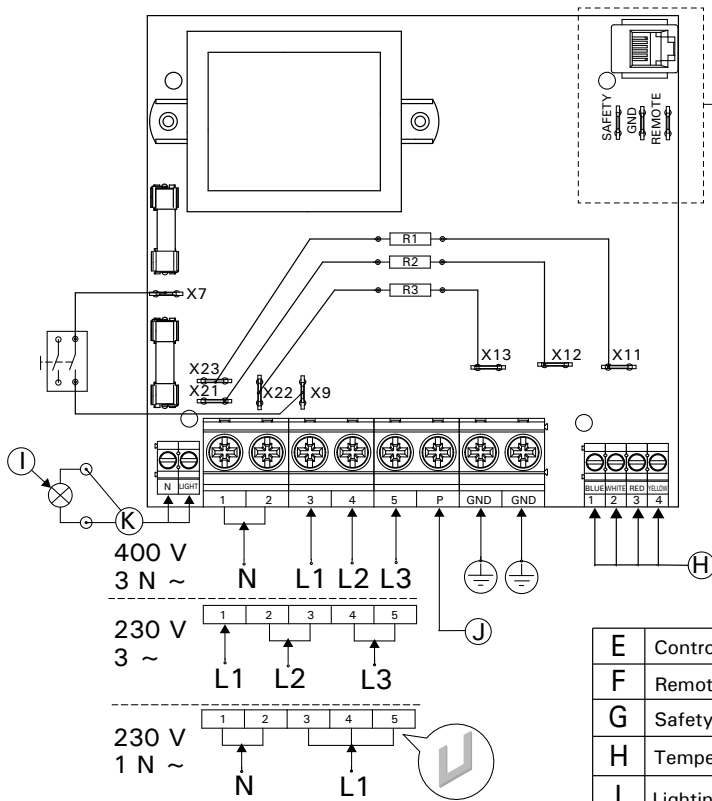 SAFETY
GND
REMOTE
R1
R2
R3
X7
X23
X21
X22
X9
X13
X12
X11
N LIGHT
1 2 3 4 5 P GND GND
BLUE WHITE RED YELLOW
1 2 3 4
I
K
H
J
400 V
3 N ~
N L1 L2 L3
230 V
3 ~
1 2 3 4 5
L1 L2 L3
230 V
1 N ~
1 2 3 4 5
N L1
E Contro
F Remot
G Safety
H Tempe
I Lighting